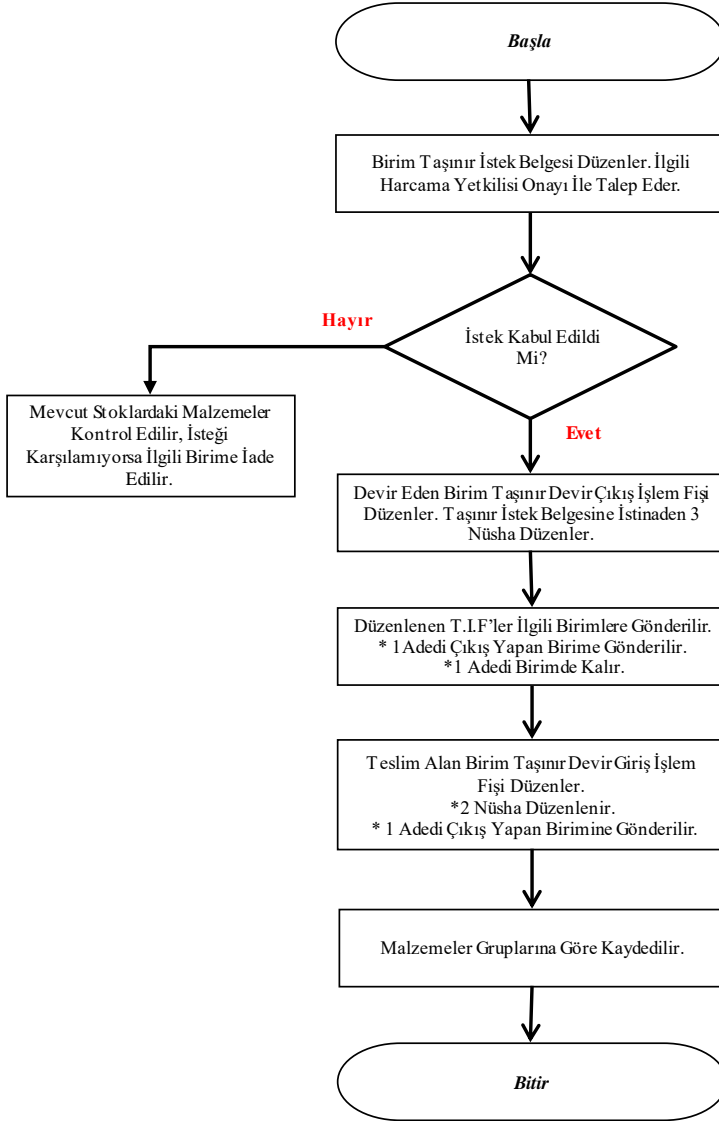 Başla
Birim Taşınır İstek Belgesi Düzenler. İlgili
Harcama Yetkilisi Onayı İle Talep Eder.
Hayır
İstek Kabul Edildi
Mi?
Evet
Mevcut Stoklardaki Malzemeler
Kontrol Edilir, İsteği
Karşılamıyorsa İlgili Birime İade
Edilir.
Devir Eden Birim Taşınır Devir Çıkış İşlem Fişi
Düzenler. Taşınır İstek Belgesine İstinaden 3
Nüsha Düzenler.
Düzenlenen T.I.F'ler İlgili Birimlere Gönderilir.
* 1 Adedi Çıkış Yapan Birime Gönderilir.
*1 Adedi Birimde Kalır.
Teslim Alan Birim Taşınır Devir Giriş İşlem
Fişi Düzenler.
*2 Nüsha Düzenlenir.
* 1 Adedi Çıkış Yapan Birimine Gönderilir.
Malzemeler Gruplarına Göre Kaydedilir.
Bitir